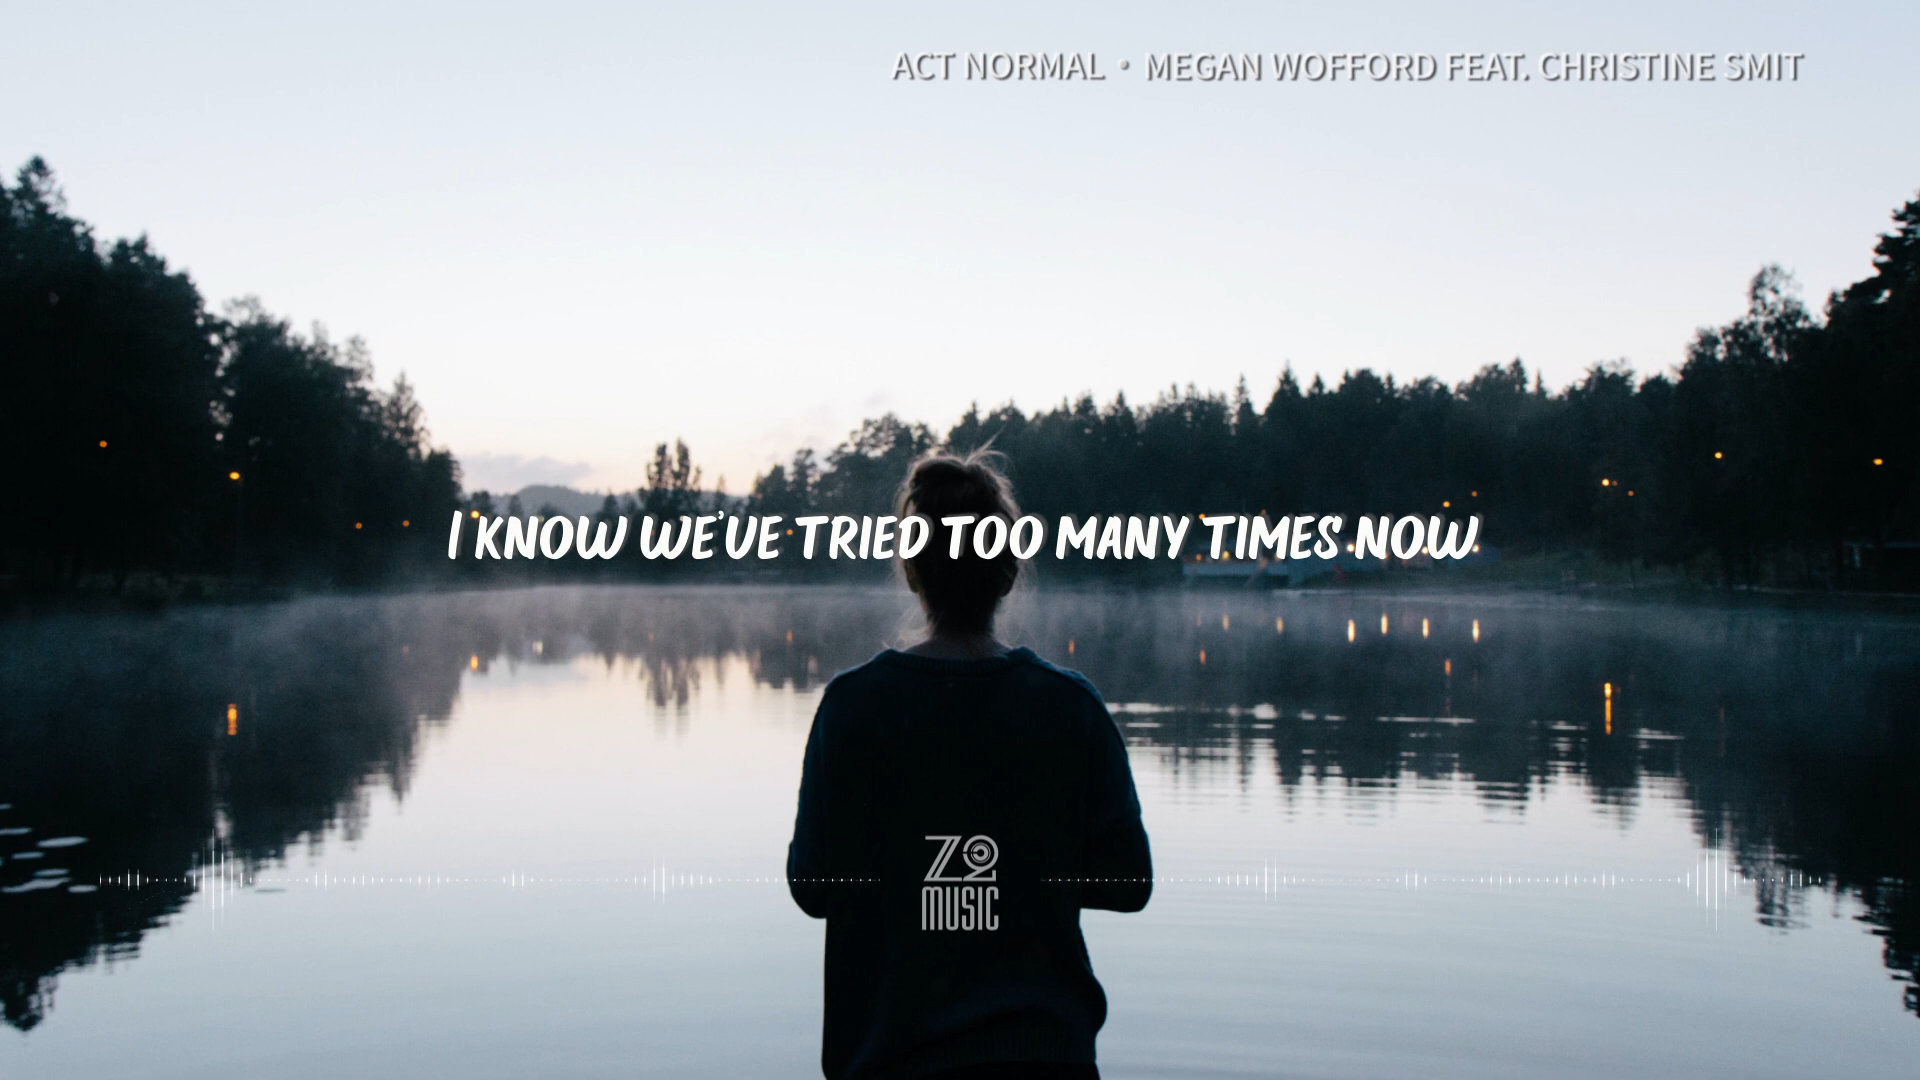 ACT NORMAL • MEGAN WOFFORD FEAT. CHRISTINE SMIT
I KNOW WE'VE TRIED TOO MANY TIMES NOW
Z2
MUSIC